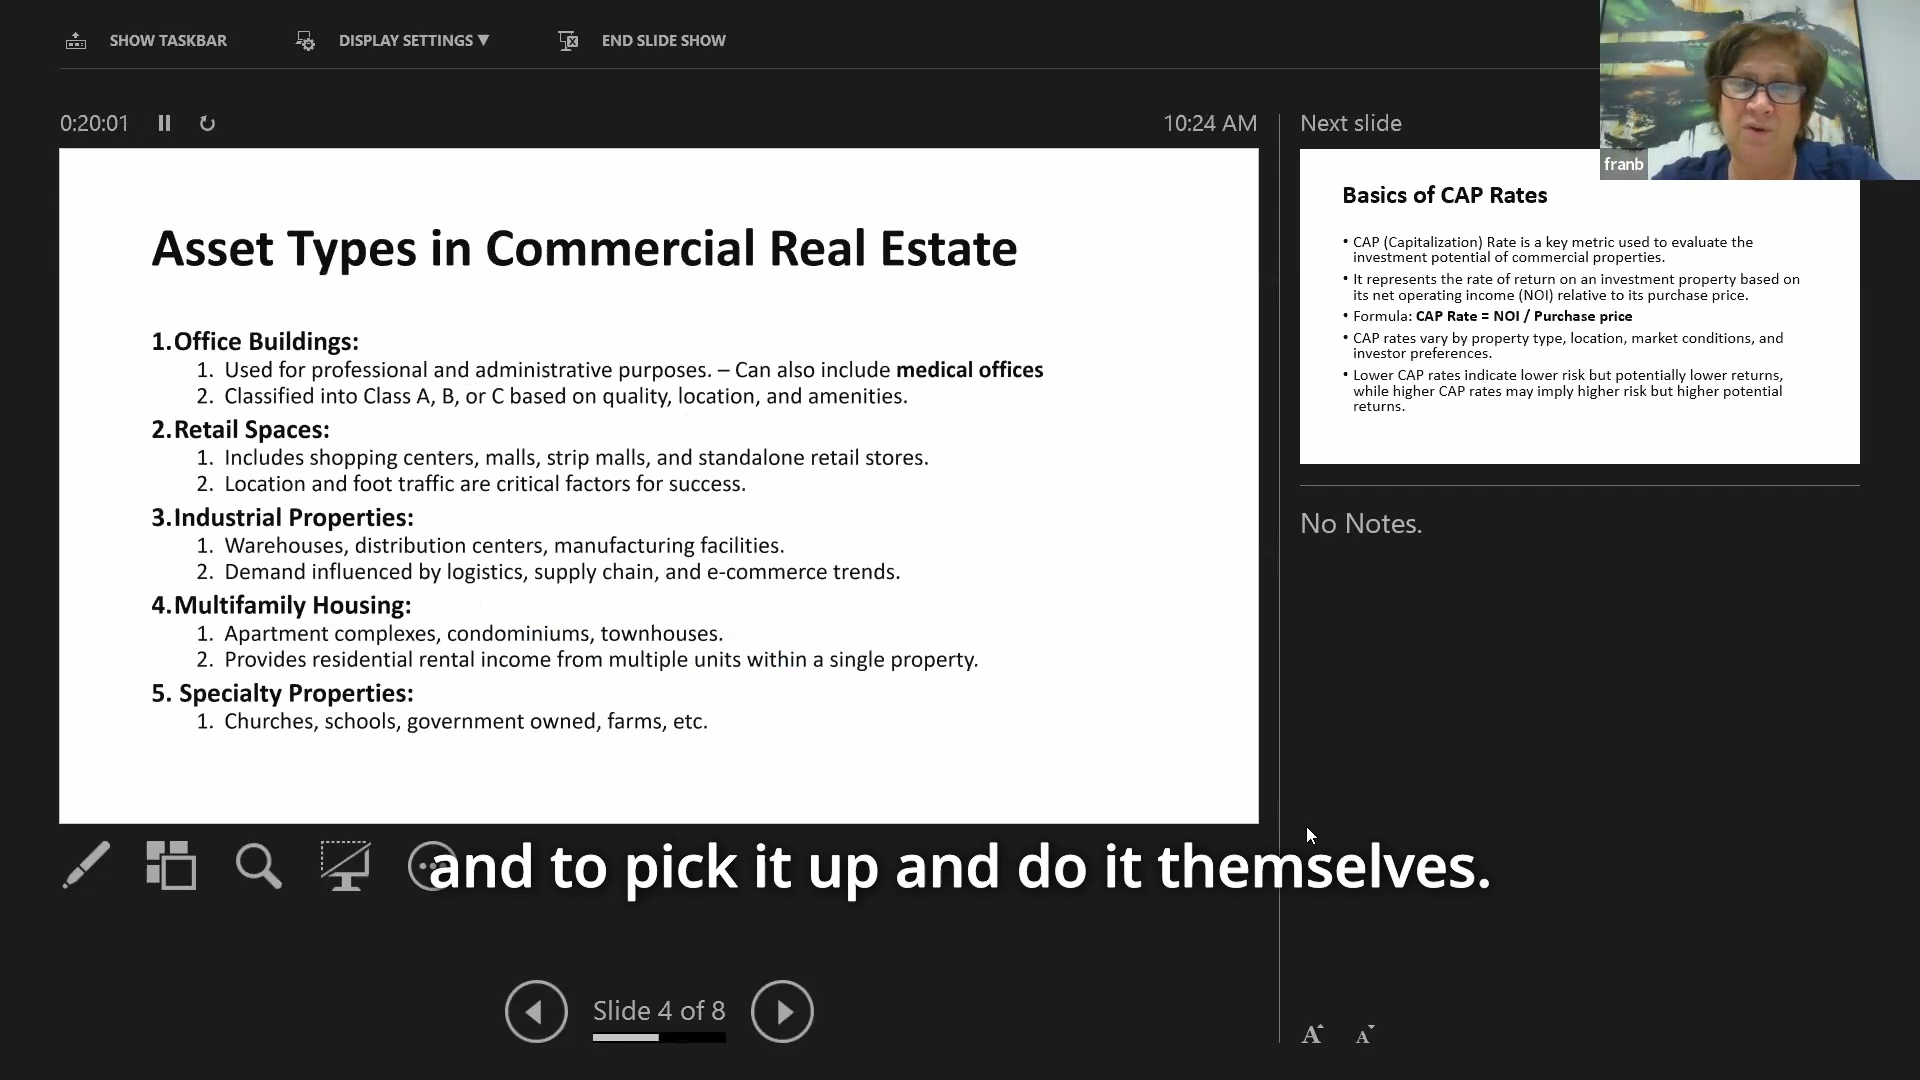 SHOW TASKBAR
DISPLAY SETTINGS ▼
END SLIDE SHOW
0:20:01
10:24 AM
Next slide
franb
Asset Types in Commercial Real Estate
1. Office Buildings:
1. Used for professional and administrative purposes. – Can also include medical offices
2. Classified into Class A, B, or C based on quality, location, and amenities.
2. Retail Spaces:
1. Includes shopping centers, malls, strip malls, and standalone retail stores.
2. Location and foot traffic are critical factors for success.
3. Industrial Properties:
1. Warehouses, distribution centers, manufacturing facilities.
2. Demand influenced by logistics, supply chain, and e-commerce trends.
4. Multifamily Housing:
1. Apartment complexes, condominiums, townhouses.
2. Provides residential rental income from multiple units within a single property.
5. Specialty Properties:
1. Churches, schools, government owned, farms, etc.
Basics of CAP Rates
• CAP (Capitalization) Rate is a key metric used to evaluate the
investment potential of commercial properties.
• It represents the rate of return on an investment property based on
its net operating income (NOI) relative to its purchase price.
• Formula: CAP Rate = NOI / Purchase price
• CAP rates vary by property type, location, market conditions, and
investor preferences.
• Lower CAP rates indicate lower risk but potentially lower returns,
while higher CAP rates may imply higher risk but higher potential
returns.
No Notes.
and to pick it up and do it themselves.
Slide 4 of 8
A
A